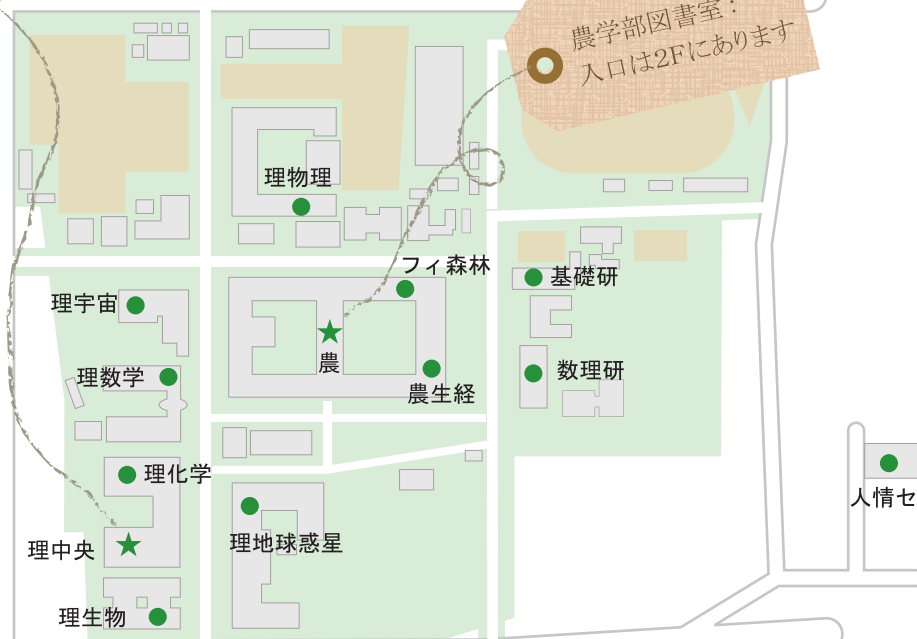 農学部図書室：
入口は2Fにあります
理物理
フィ森林
基礎研
理宇宙
農
数理研
理数学
農生経
理化学
人情セ
理地球惑星
理中央
理生物